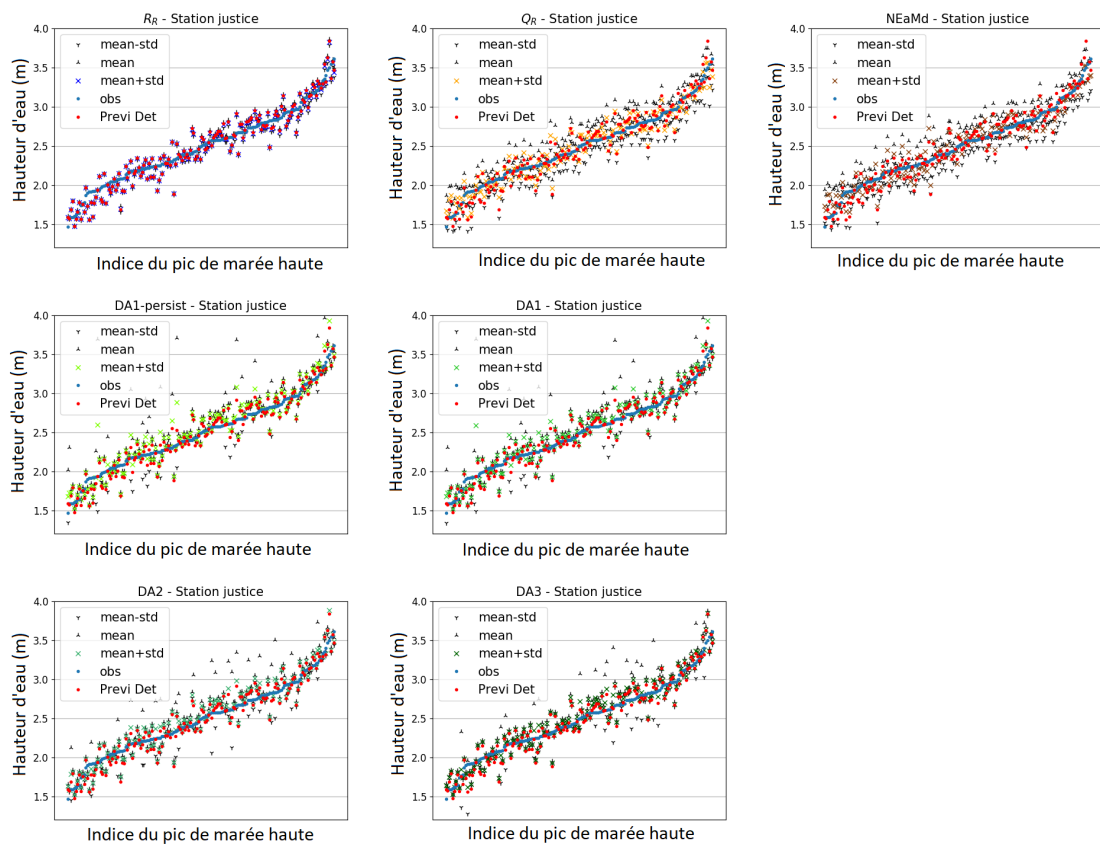 R_R - Station justice
4.0
3.5
3.0
2.5
2.0
1.5
Hauteur d'eau (m)
mean-std
mean
mean+std
obs
Previ Det
Indice du pic de marée haute
Q_R - Station justice
4.0
3.5
3.0
2.5
2.0
1.5
Hauteur d'eau (m)
mean-std
mean
mean+std
obs
Previ Det
Indice du pic de marée haute
NEaMd - Station justice
4.0
3.5
3.0
2.5
2.0
1.5
Hauteur d'eau (m)
mean-std
mean
mean+std
obs
Previ Det
Indice du pic de marée haute
DA1-persist - Station justice
4.0
3.5
3.0
2.5
2.0
1.5
Hauteur d'eau (m)
mean-std
mean
mean+std
obs
Previ Det
Indice du pic de marée haute
DA1 - Station justice
4.0
3.5
3.0
2.5
2.0
1.5
Hauteur d'eau (m)
mean-std
mean
mean+std
obs
Previ Det
Indice du pic de marée haute
DA2 - Station justice
4.0
3.5
3.0
2.5
2.0
1.5
Hauteur d'eau (m)
mean-std
mean
mean+std
obs
Previ Det
Indice du pic de marée haute
DA3 - Station justice
4.0
3.5
3.0
2.5
2.0
1.5
Hauteur d'eau (m)
mean-std
mean
mean+std
obs
Previ Det
Indice du pic de marée haute